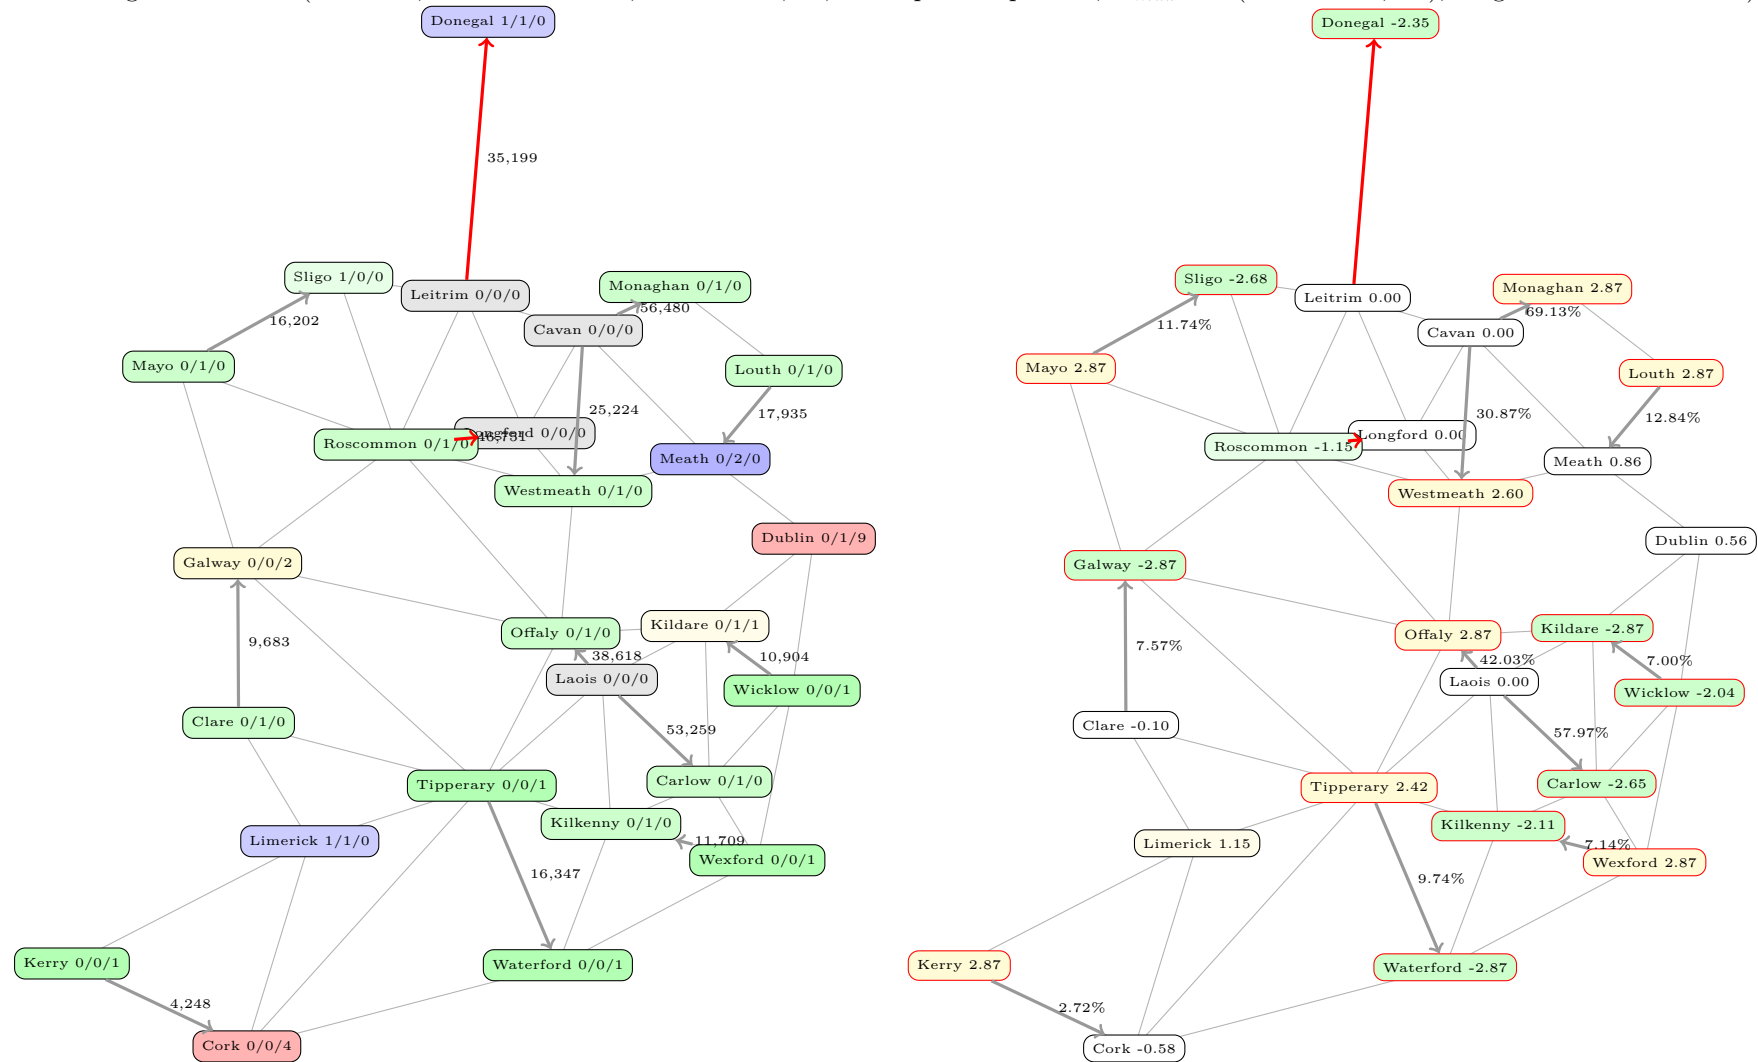 Donegal 1/1/0
35,199
Sligo 1/0/0
Leitrim 0/0/0
Monaghan 0/1/0
56,480
16,202
Cavan 0/0/0
Mayo 0/1/0
Louth 0/1/0
25,224
17,935
Roscommon 0/1/0
Longford 0/0/0
Meath 0/2/0
Westmeath 0/1/0
Dublin 0/1/9
Galway 0/0/2
Offaly 0/1/0
Kildare 0/1/1
9,683
38,618
10,904
Laois 0/0/0
Wicklow 0/0/1
Clare 0/1/0
53,259
Tipperary 0/0/1
Carlow 0/1/0
Kilkenny 0/1/0
Limerick 1/1/0
11,709
Wexford 0/0/1
16,347
Kerry 0/0/1
Waterford 0/0/1
4,248
Cork 0/0/4
Donegal -2.35
Sligo -2.68
Leitrim 0.00
Monaghan 2.87
69.13%
11.74%
Cavan 0.00
Mayo 2.87
Louth 2.87
30.87%
12.84%
Roscommon -1.15
Longford 0.00
Meath 0.86
Westmeath 2.60
Dublin 0.56
Galway -2.87
Offaly 2.87
Kildare -2.87
7.57%
42.03%
7.00%
Laois 0.00
Wicklow -2.04
Clare -0.10
57.97%
Tipperary 2.42
Carlow -2.65
Kilkenny -2.11
Limerick 1.15
7.14%
Wexford 2.87
9.74%
Kerry 2.87
Waterford -2.87
2.72%
Cork -0.58